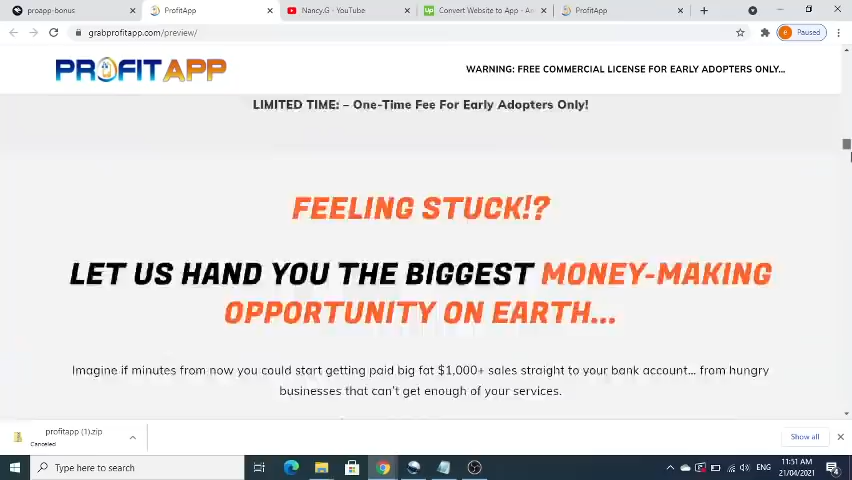 proapp-bonus
ProfitApp
Nancy.G - YouTube
Up
Convert Website to App - A
ProfitApp
grabprofitapp.com/preview/
e
Paused
PROFITAPP
WARNING: FREE COMMERCIAL LICENSE FOR EARLY ADOPTERS ONLY...
LIMITED TIME: – One-Time Fee For Early Adopters Only!
FEELING STUCK!?
LET US HAND YOU THE BIGGEST MONEY-MAKING
OPPORTUNITY ON EARTH...
Imagine if minutes from now you could start getting paid big fat $1,000+ sales straight to your bank account... from hungry
businesses that can't get enough of your services.
profitapp (1).zip
Canceled
Show all
Type here to search
ENG
11:51 AM
21/04/2021
4